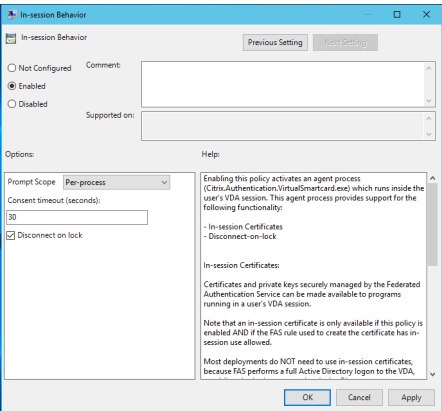 In-session Behavior
In-session Behavior
Previous Setting
Next Setting
Not Configured
Comment:
Enabled
Disabled
Supported on:
Options:
Help:
Prompt Scope
Per-process
Consent timeout (seconds):
30
Disconnect on lock
Enabling this policy activates an agent process
(Citrix.Authentication.VirtualSmartcard.exe) which runs inside the
user's VDA session. This agent process provides support for the
following functionality:
- In-session Certificates
- Disconnect-on-lock
In-session Certificates:
Certificates and private keys securely managed by the Federated
Authentication Service can be made available to programs
running in a user's VDA session.
Note that an in-session certificate is only available if this policy is
enabled AND if the FAS rule used to create the certificate has in-
session use allowed.
Most deployments do NOT need to use in-session certificates,
because FAS performs a full Active Directory logon to the VDA,
OK
Cancel
Apply